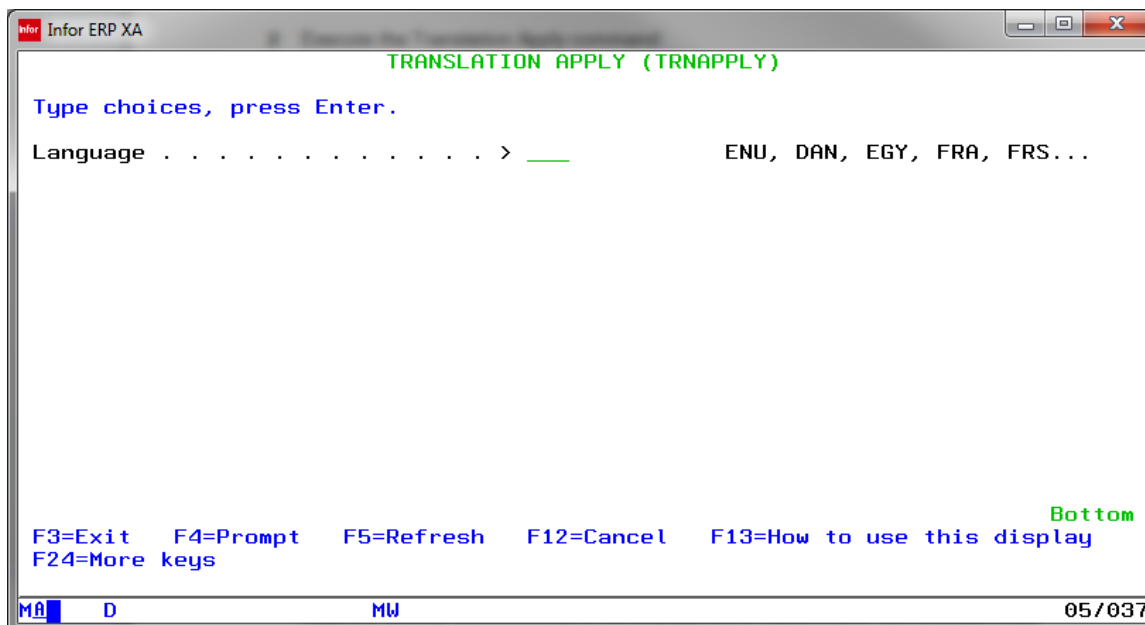 infor Infor ERP XA
TRANSLATION APPLY (TRNAPPLY)
Type choices, press Enter.
Language . . . . . . . . . . . . > ___ ENU, DAN, EGY, FRA, FRS...
Bottom
F3=Exit F4=Prompt F5=Refresh F12=Cancel F13=How to use this display
F24=More keys
MA D MW 05/037